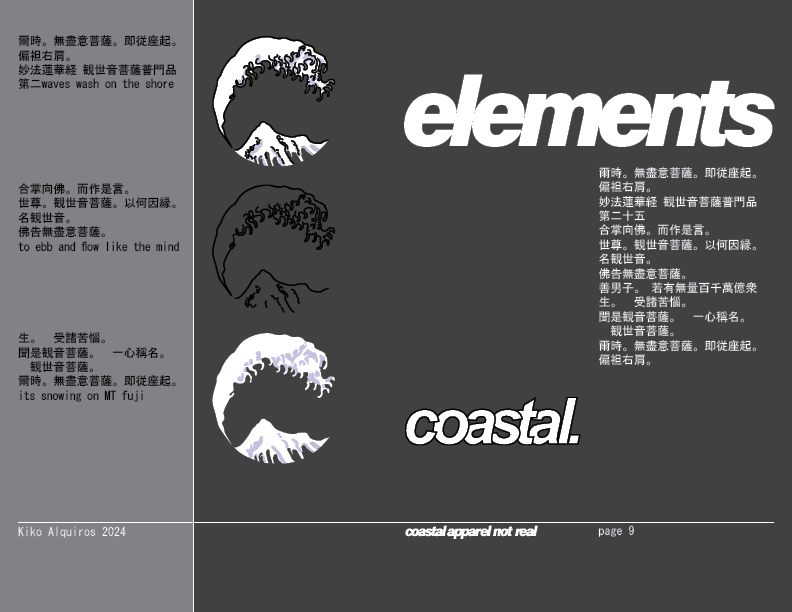 爾時。無盡意菩薩。即従座起。
偏袒右肩。
妙法蓮華経 観世音菩薩普門品
第二waves wash on the shore
合掌向佛。而作是言。
世尊。観世音菩薩。以何因縁。
名観世音。
佛告無盡意菩薩。
to ebb and flow like the mind
生。 受諸苦惱。
聞是観音菩薩。 一心稱名。
観世音菩薩。
爾時。無盡意菩薩。即従座起。
its snowing on MT fuji
elements
爾時。無盡意菩薩。即従座起。
偏袒右肩。
妙法蓮華経 観世音菩薩普門品
第二十五
合掌向佛。而作是言。
世尊。観世音菩薩。以何因縁。
名観世音。
佛告無盡意菩薩。
善男子。 若有無量百千萬億衆
生。 受諸苦惱。
聞是観音菩薩。 一心稱名。
観世音菩薩。
爾時。無盡意菩薩。即従座起。
偏袒右肩。
coastal.
Kiko Alquiros 2024
coastal apparel not real
page 9